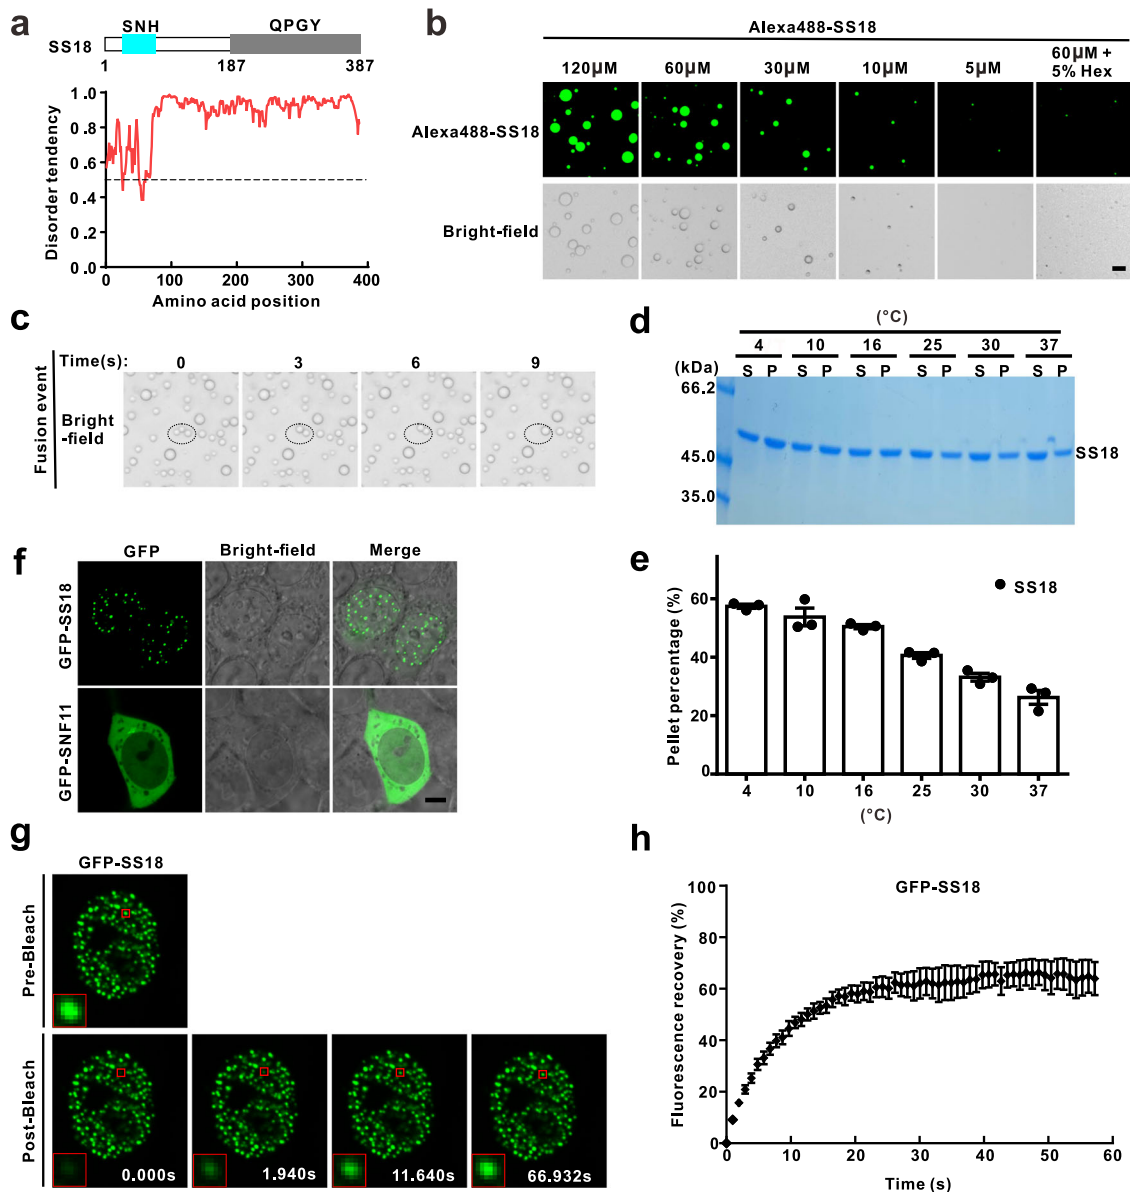 a
SNH
QPGY
SS18
1
187
387
Disorder tendency
1.0
0.8
0.6
0.4
0.2
0.0
0
100
200
300
400
Amino acid position
b
Alexa488-SS18
120μM
60μM
30μM
10μM
5μM
60μM +
5% Hex
Alexa488-SS18
Bright-field
c
Time(s):
0
3
6
9
Fusion event
Bright
-field
d
(°C)
4
10
16
25
30
37
(kDa)
S P S P S P S P S P S P
66.2
45.0
35.0
SS18
e
SS18
Pellet percentage (%)
60
40
20
0
4
10
16
25
30
37
(°C)
f
GFP
Bright-field
Merge
GFP-SS18
GFP-SNF11
g
GFP-SS18
Pre-Bleach
Post-Bleach
0.000s
1.940s
11.640s
66.932s
h
GFP-SS18
Fluorescence recovery (%)
100
80
60
40
20
0
0
10
20
30
40
50
60
Time (s)